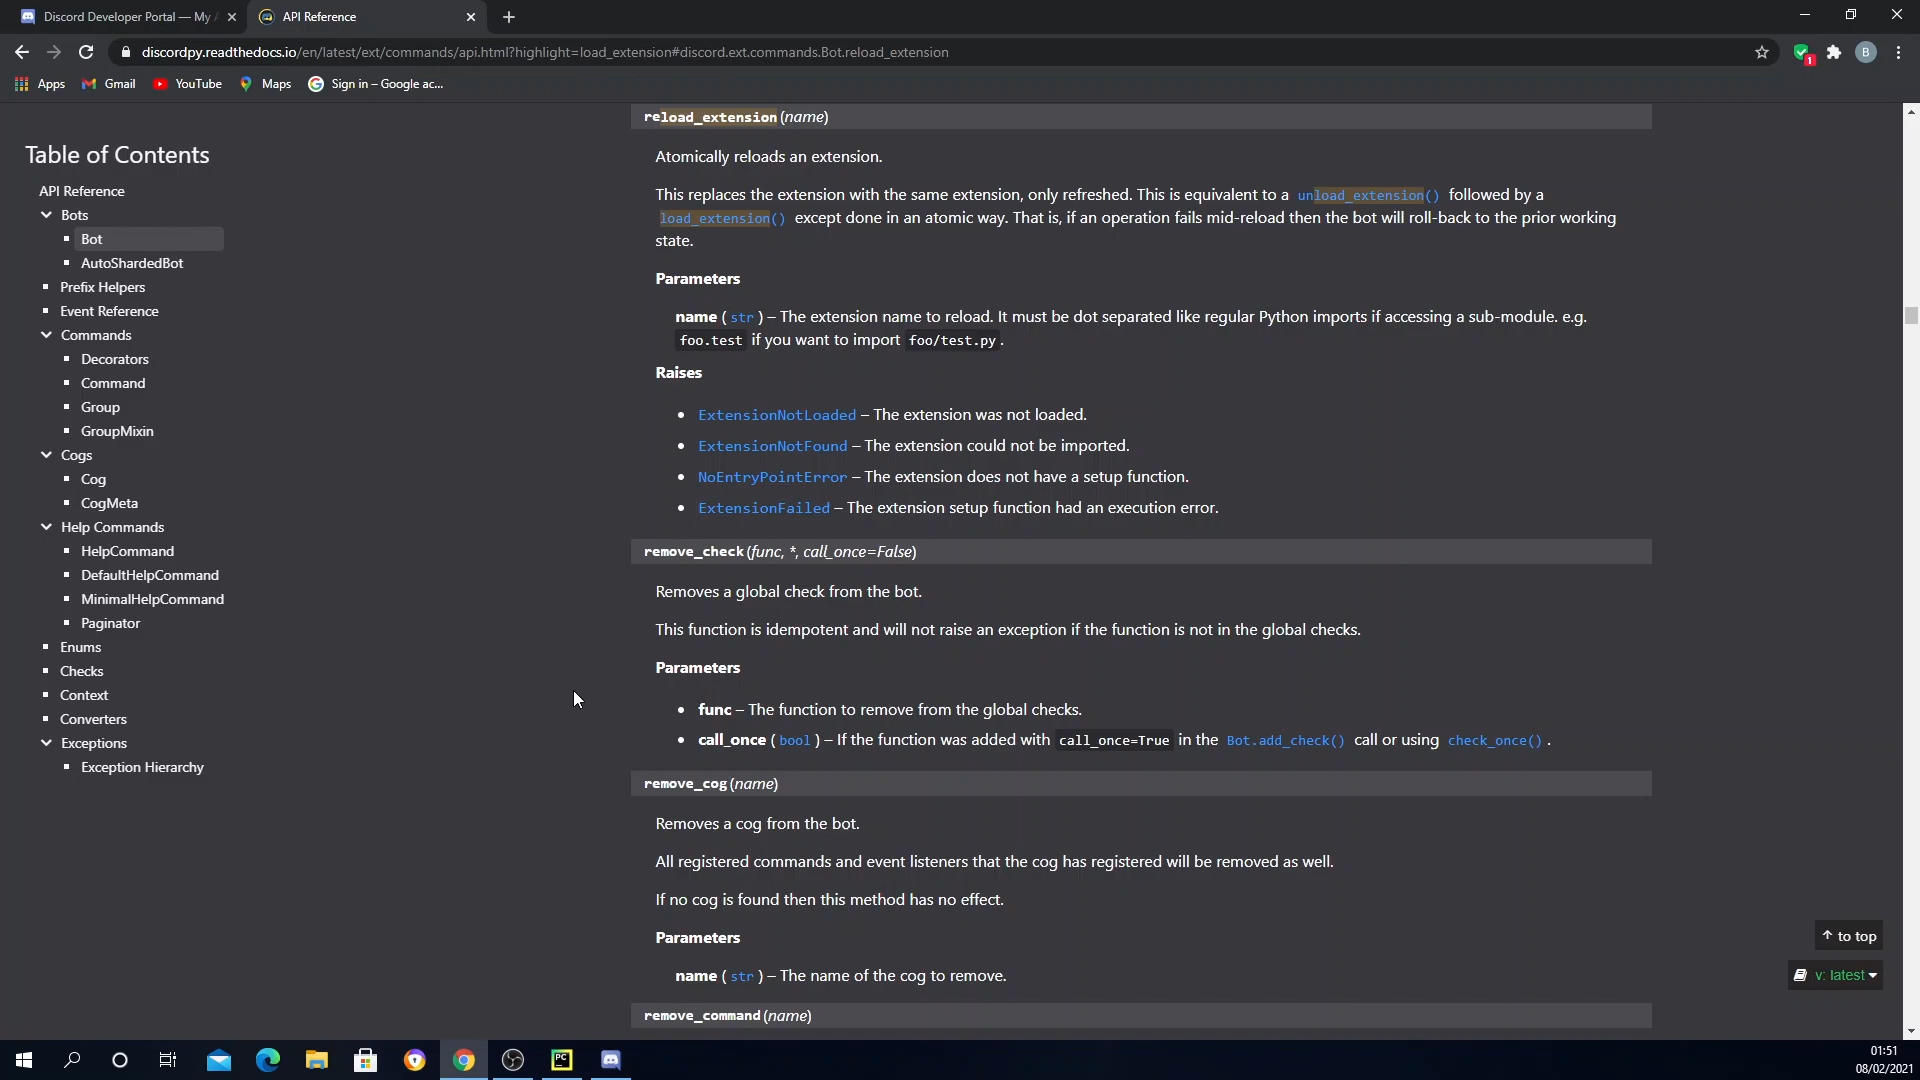 Discord Developer Portal — My A
API Reference
discordpy.readthedocs.io/en/latest/ext/commands/api.html?highlight=load_extension#discord.ext.commands.Bot.reload_extension
1
B
Apps
Gmail
YouTube
Maps
Sign in – Google ac...
Table of Contents
API Reference
Bots
Bot
AutoShardedBot
Prefix Helpers
Event Reference
Commands
Decorators
Command
Group
GroupMixin
Cogs
Cog
CogMeta
Help Commands
HelpCommand
DefaultHelpCommand
MinimalHelpCommand
Paginator
Enums
Checks
Context
Converters
Exceptions
Exception Hierarchy
reload_extension(name)
Atomically reloads an extension.
This replaces the extension with the same extension, only refreshed. This is equivalent to a unload_extension() followed by a
load_extension() except done in an atomic way. That is, if an operation fails mid-reload then the bot will roll-back to the prior working
state.
Parameters
name (str) – The extension name to reload. It must be dot separated like regular Python imports if accessing a sub-module. e.g.
foo.test if you want to import foo/test.py.
Raises
• ExtensionNotLoaded – The extension was not loaded.
• ExtensionNotFound – The extension could not be imported.
• NoEntryPointError – The extension does not have a setup function.
• ExtensionFailed – The extension setup function had an execution error.
remove_check(func, *, call_once=False)
Removes a global check from the bot.
This function is idempotent and will not raise an exception if the function is not in the global checks.
Parameters
• func – The function to remove from the global checks.
• call_once (bool) – If the function was added with call_once=True in the Bot.add_check() call or using check_once().
remove_cog(name)
Removes a cog from the bot.
All registered commands and event listeners that the cog has registered will be removed as well.
If no cog is found then this method has no effect.
Parameters
name (str) – The name of the cog to remove.
remove_command(name)
↑ to top
v: latest
PC
01:51
08/02/2021